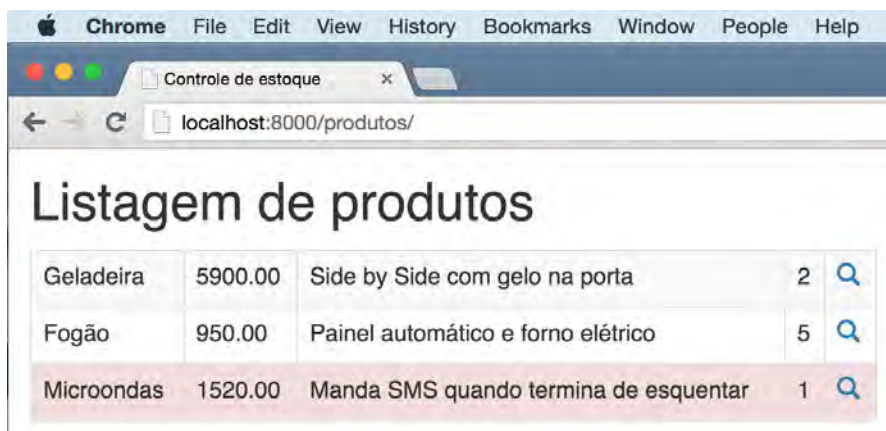 Chrome File Edit View History Bookmarks Window People Help
Controle de estoque ×
localhost:8000/produtos/
Listagem de produtos
Geladeira 5900.00 Side by Side com gelo na porta 2
Fogão 950.00 Painel automático e forno elétrico 5
Microondas 1520.00 Manda SMS quando termina de esquentar 1